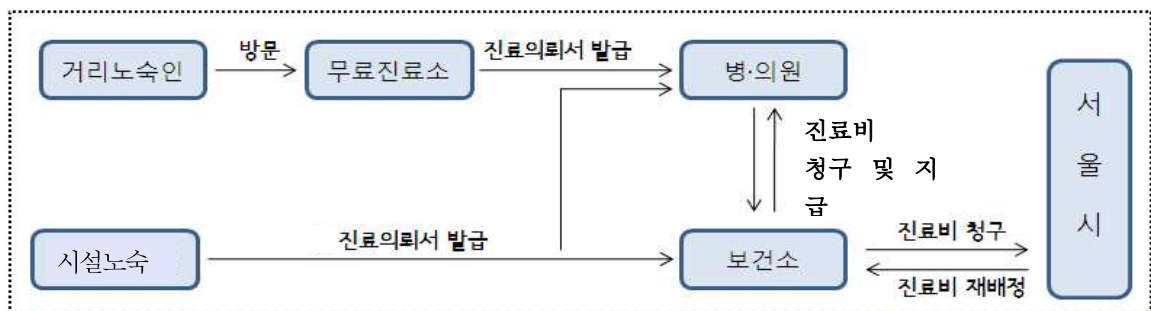 거리노숙인
방문
무료진료소
진료의뢰서 발급
병·의원
서
울
시
진료비
청구 및 지
급
시설노숙
진료의뢰서 발급
보건소
진료비 청구
진료비 재배정